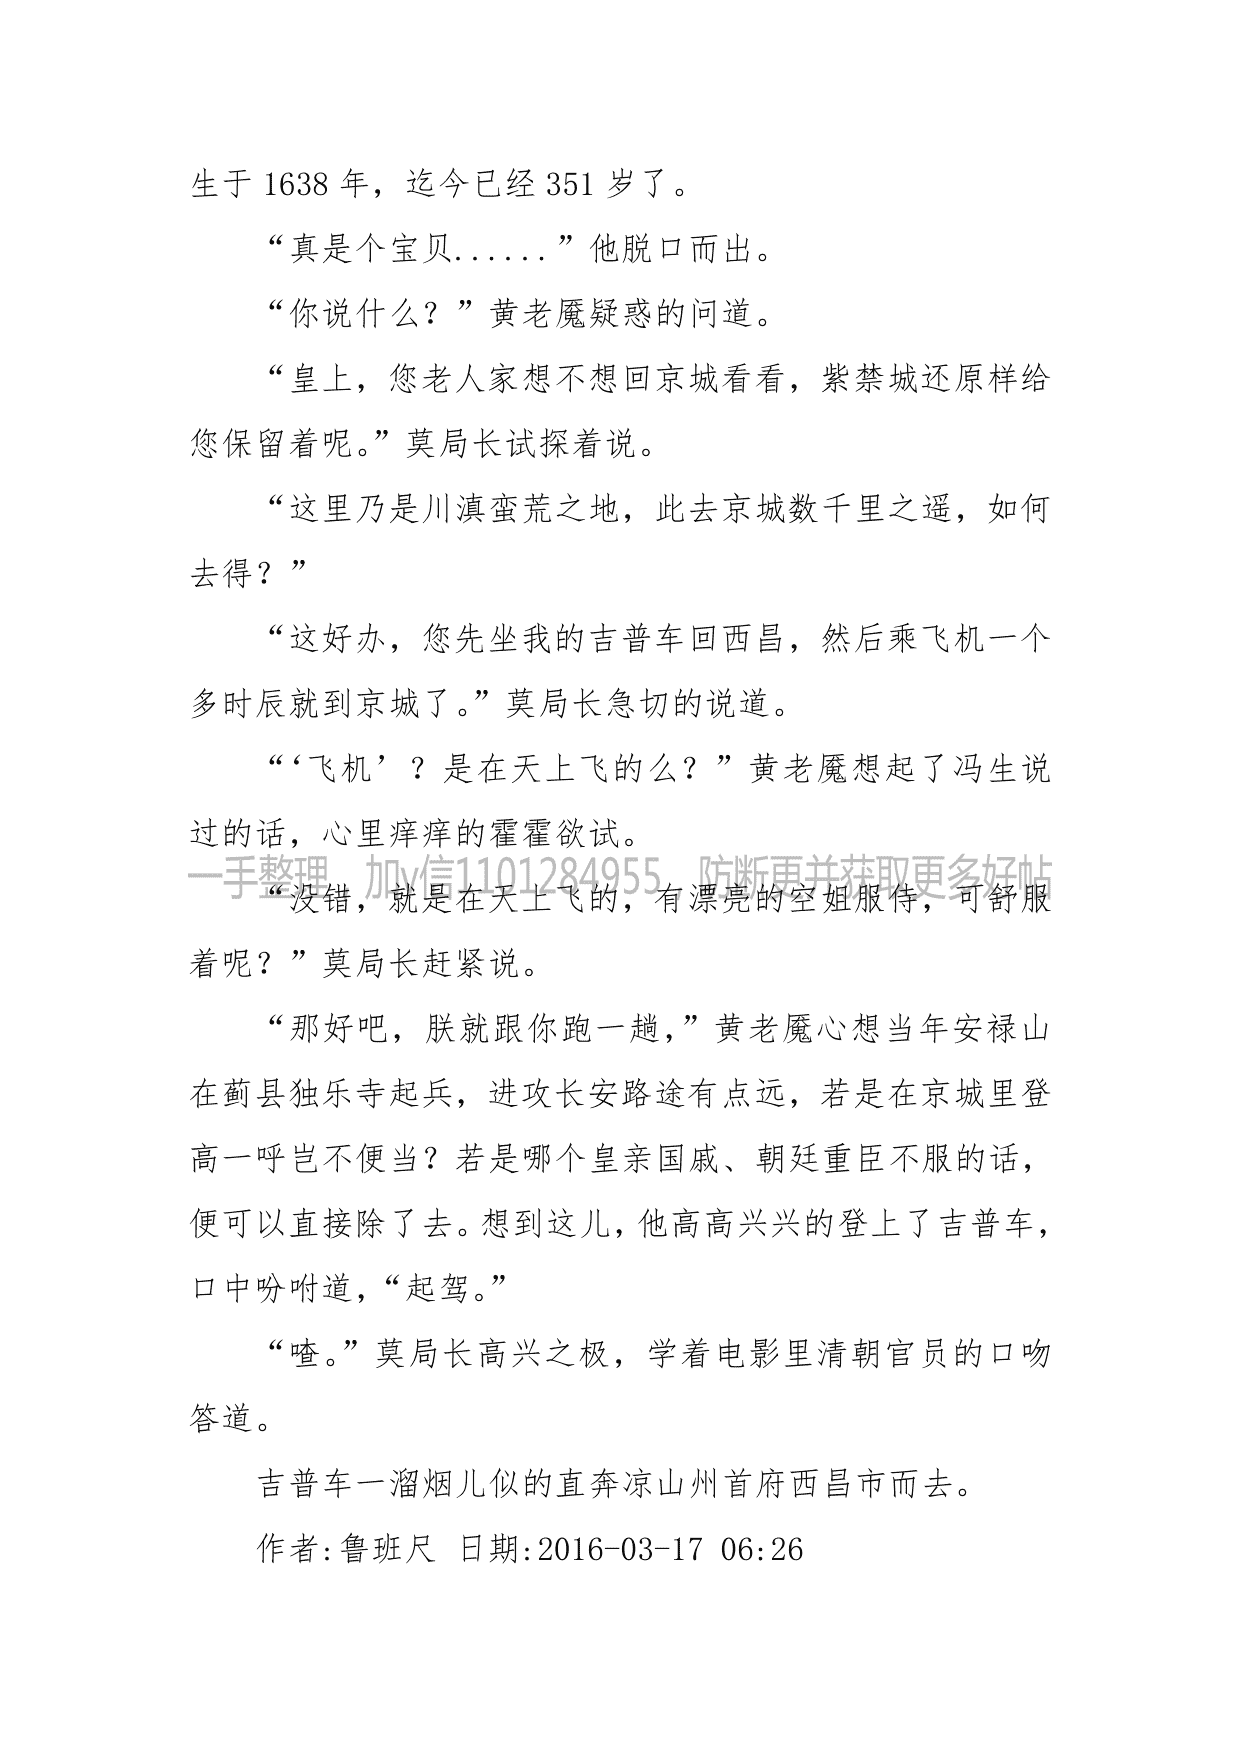 生于 1638 年，迄今已经 351 岁了。
“真是个宝贝......”他脱口而出。
“你说什么？”黄老魇疑惑的问道。
“皇上，您老人家想不想回京城看看，紫禁城还原样给
您保留着呢。”莫局长试探着说。
“这里乃是川滇蛮荒之地，此去京城数千里之遥，如何
去得？”
“这好办，您先坐我的吉普车回西昌，然后乘飞机一个
多时辰就到京城了。”莫局长急切的说道。
“‘飞机’？是在天上飞的么？”黄老魇想起了冯生说
过的话，心里痒痒的霍霍欲试。
一手整理，加v信1101284955，防断更并获取更多好帖
“没错，就是在天上飞的，有漂亮的空姐服侍，可舒服
着呢？”莫局长赶紧说。
“那好吧，朕就跟你跑一趟，”黄老魇心想当年安禄山
在蓟县独乐寺起兵，进攻长安路途有点远，若是在京城里登
高一呼岂不便当？若是哪个皇亲国戚、朝廷重臣不服的话，
便可以直接除了去。想到这儿，他高高兴兴的登上了吉普车，
口中吩咐道，“起驾。”
“喳。”莫局长高兴之极，学着电影里清朝官员的口吻
答道。
吉普车一溜烟儿似的直奔凉山州首府西昌市而去。
作者:鲁班尺 日期:2016-03-17 06:26